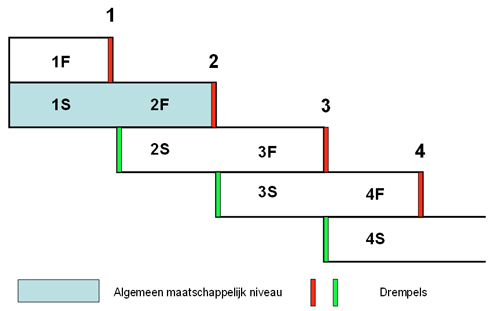 1
1F
2
1S 2F
3
2S 3F
4
3S 4F
4S
Algemeen maatschappelijk niveau Drempels